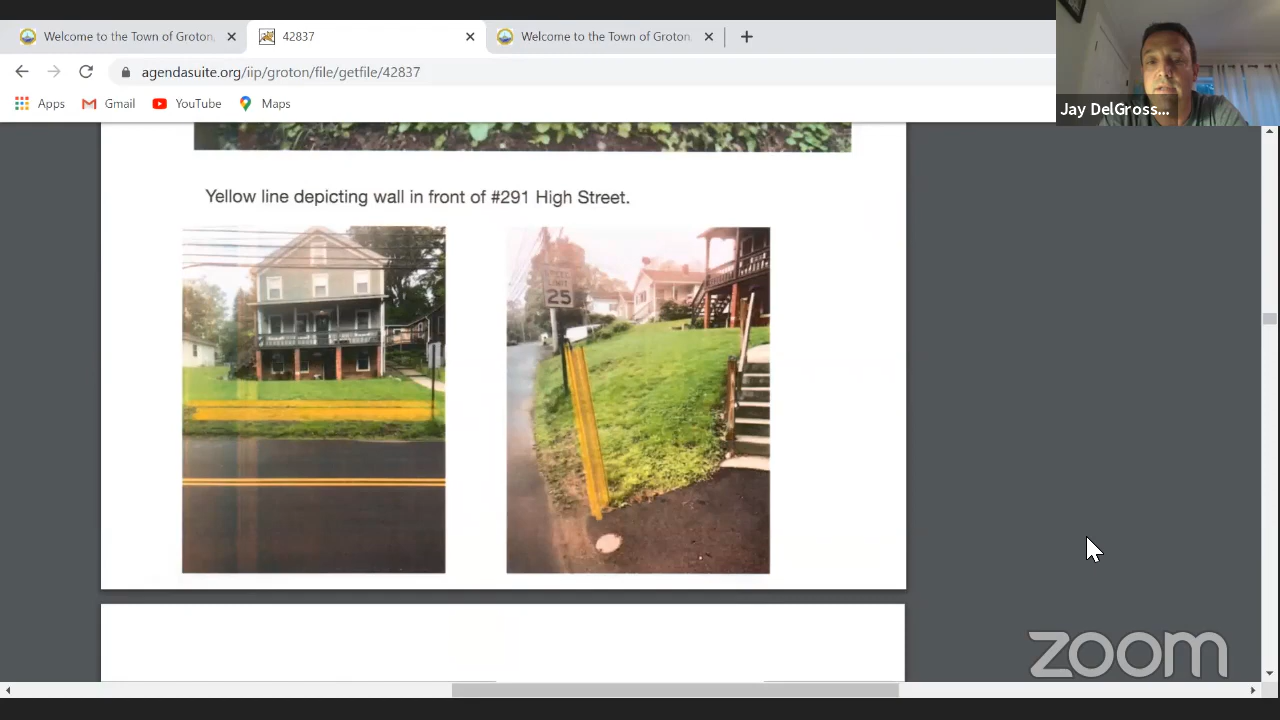 Welcome to the Town of Groton,
42837
Welcome to the Town of Groton
agendasuite.org/iip/groton/file/getfile/42837
Apps
Gmail
YouTube
Maps
Jay DelGross...
Yellow line depicting wall in front of #291 High Street.
SPEED
LIMIT
25
zoom